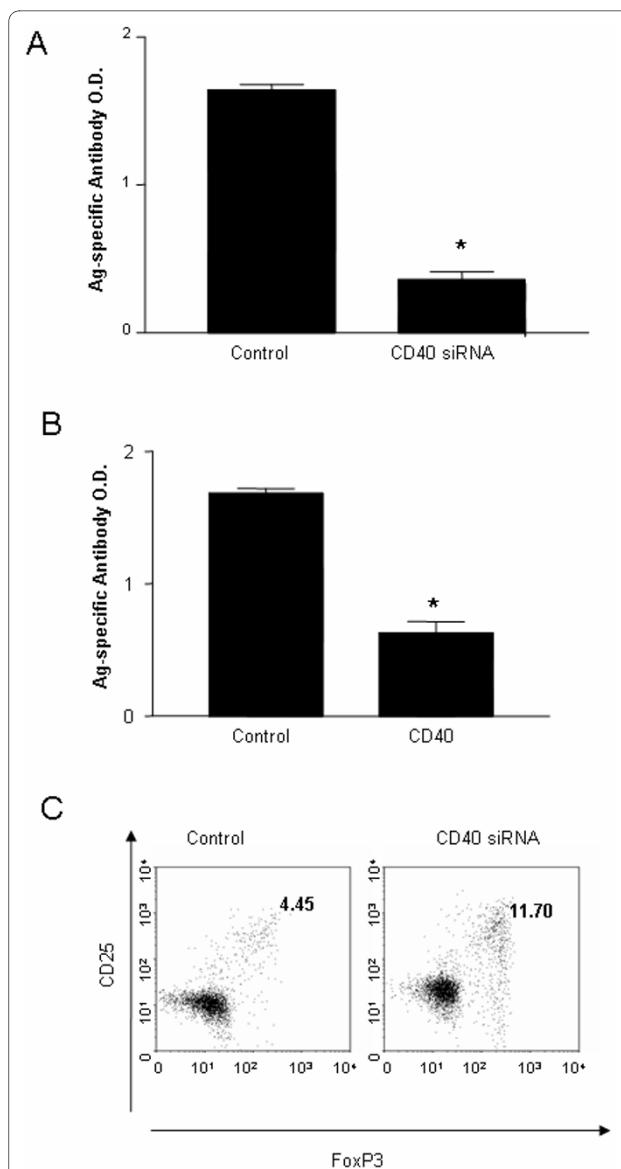 A
Ag-specific Antibody O.D.
2
1
0
*
Control CD40 siRNA
B
Ag-specific Antibody O.D.
2
1
0
*
Control CD40
C
Control CD40 siRNA
CD25
10⁴
10³
10²
10¹
0
4.45
0 10¹ 10² 10³ 10⁴
10⁴
10³
10²
10¹
0
11.70
0 10¹ 10² 10³ 10⁴
FoxP3